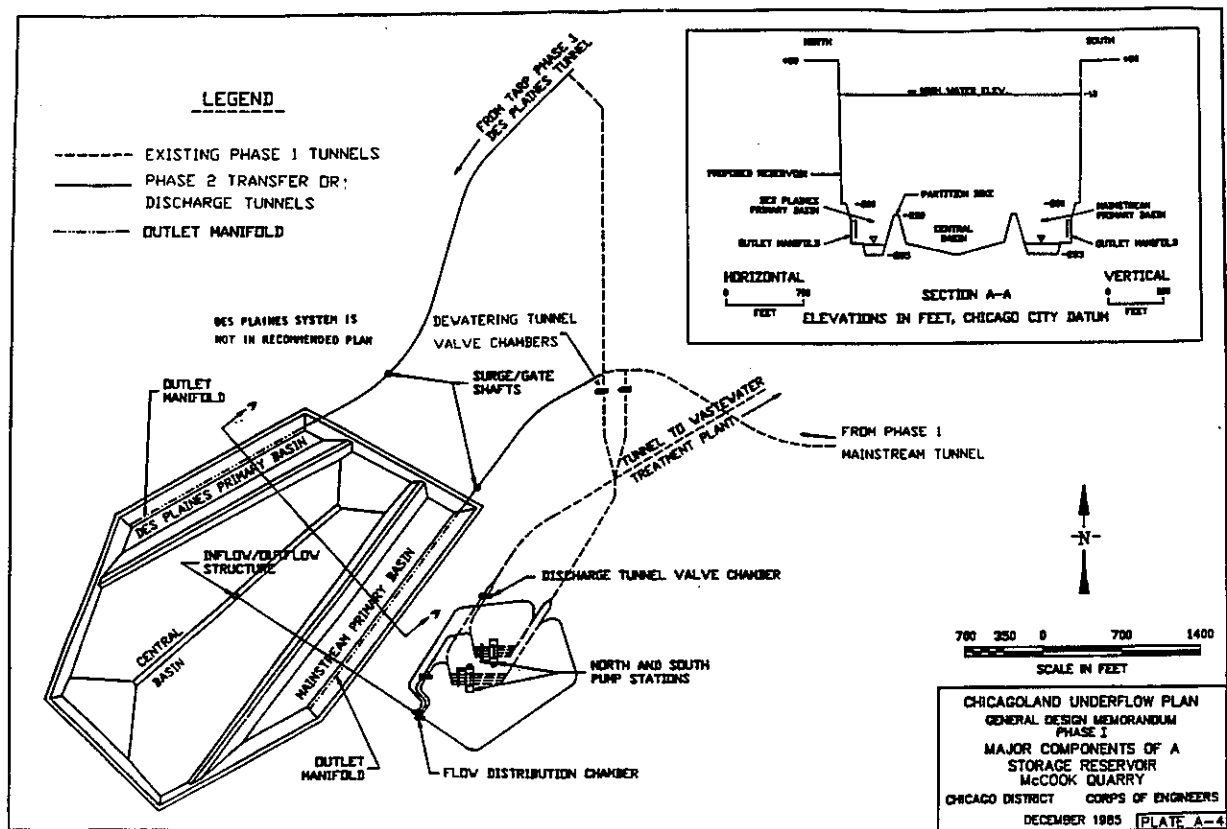 LEGEND
EXISTING PHASE 1 TUNNELS
PHASE 2 TRANSFER OR:
DISCHARGE TUNNELS
OUTLET MANIFOLD
FROM TARP PHASE 1
DES PLAINES TUNNEL
NORTH
SOUTH
HIGH WATER ELEV.
PROPOSED RESERVOIR
DES PLAINES
PRIMARY BASIN
PARTITION DIKE
MAINSTREAM
PRIMARY BASIN
OUTLET MANIFOLD
CENTRAL
BASIN
OUTLET MANIFOLD
HORIZONTAL
0 700
FEET
SECTION A-A
VERTICAL
0
FEET
ELEVATIONS IN FEET, CHICAGO CITY DATUM
DES PLAINES SYSTEM IS
NOT IN RECOMMENDED PLAN
DEWATERING TUNNEL
VALVE CHAMBERS
OUTLET
MANIFOLD
SURGE/GATE
SHAFTS
TUNNEL TO WASTEWATER
TREATMENT PLANT
FROM PHASE 1
MAINSTREAM TUNNEL
DES PLAINES PRIMARY BASIN
INFLOW/OUTFLOW
STRUCTURE
MAINSTREAM PRIMARY BASIN
CENTRAL
BASIN
DISCHARGE TUNNEL VALVE CHAMBER
-N-
NORTH AND SOUTH
PUMP STATIONS
700 350 0 700 1400
SCALE IN FEET
OUTLET
MANIFOLD
FLOW DISTRIBUTION CHAMBER
CHICAGOLAND UNDERFLOW PLAN
GENERAL DESIGN MEMORANDUM
PHASE I
MAJOR COMPONENTS OF A
STORAGE RESERVOIR
McCOOK QUARRY
CHICAGO DISTRICT CORPS OF ENGINEERS
DECEMBER 1985 PLATE A-4